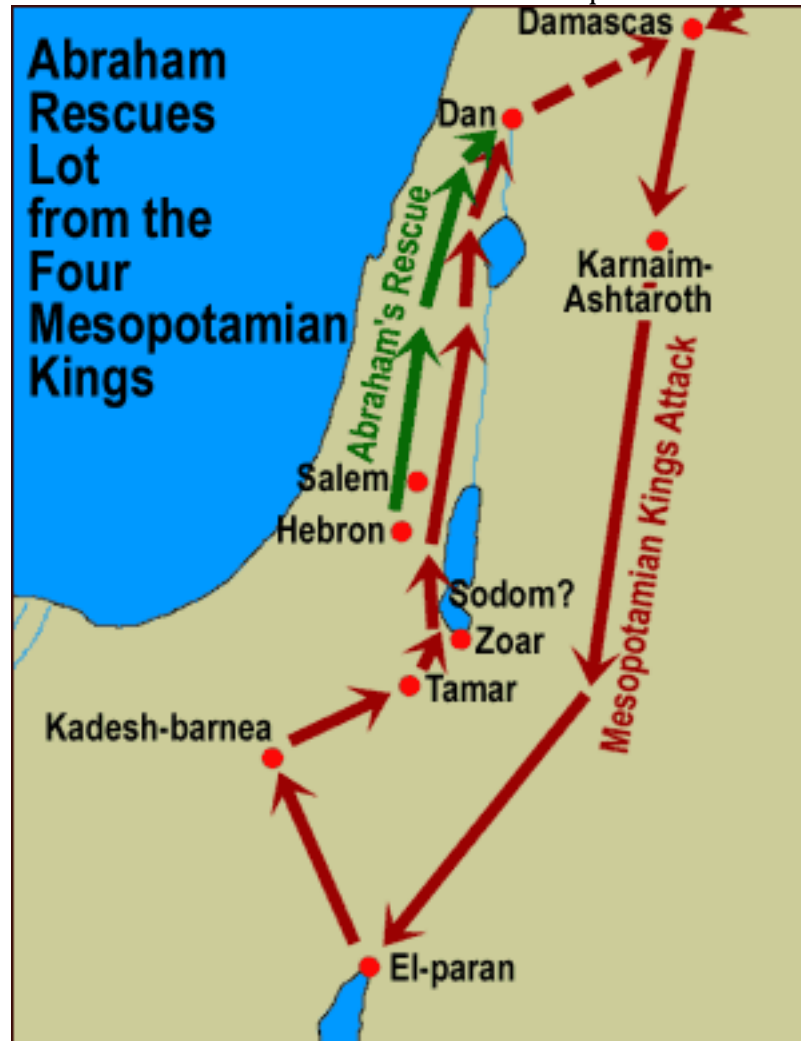 Abraham
Rescues
Lot
from the
Four
Mesopotamian
Kings
Damascas
Dan
Karnaim-
Ashtaroth
Abraham's Rescue
Mesopotamian Kings Attack
Salem
Hebron
Sodom?
Zoar
Tamar
Kadesh-barnea
El-paran